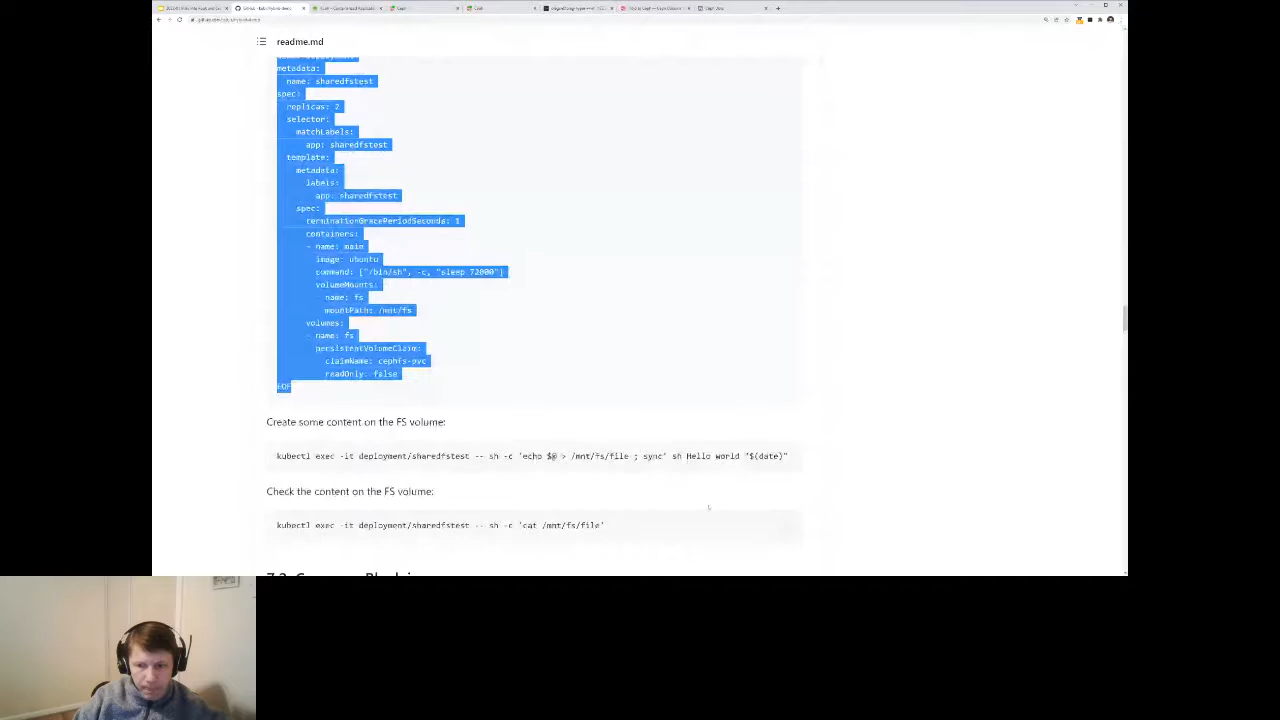 readme.md
metadata:
name: sharedfstest
spec:
replicas: 2
selector:
matchLabels:
app: sharedfstest
template:
metadata:
labels:
app: sharedfstest
spec:
terminationGracePeriodSeconds: 1
containers:
- name: main
image: ubuntu
command: ["/bin/sh", -c, "sleep 72000"]
volumeMounts:
name: fs
mountPath: /mnt/fs
volumes:
- name: fs
persistentVolumeClaim:
claimName: cephfs-pvc
readOnly: false
EOF
Create some content on the FS volume:
kubectl exec -it deployment/sharedfstest -- sh -c 'echo $@ > /mnt/fs/file ; sync' sh Hello world "$(date)"
Check the content on the FS volume:
kubectl exec -it deployment/sharedfstest -- sh -c 'cat /mnt/fs/file'